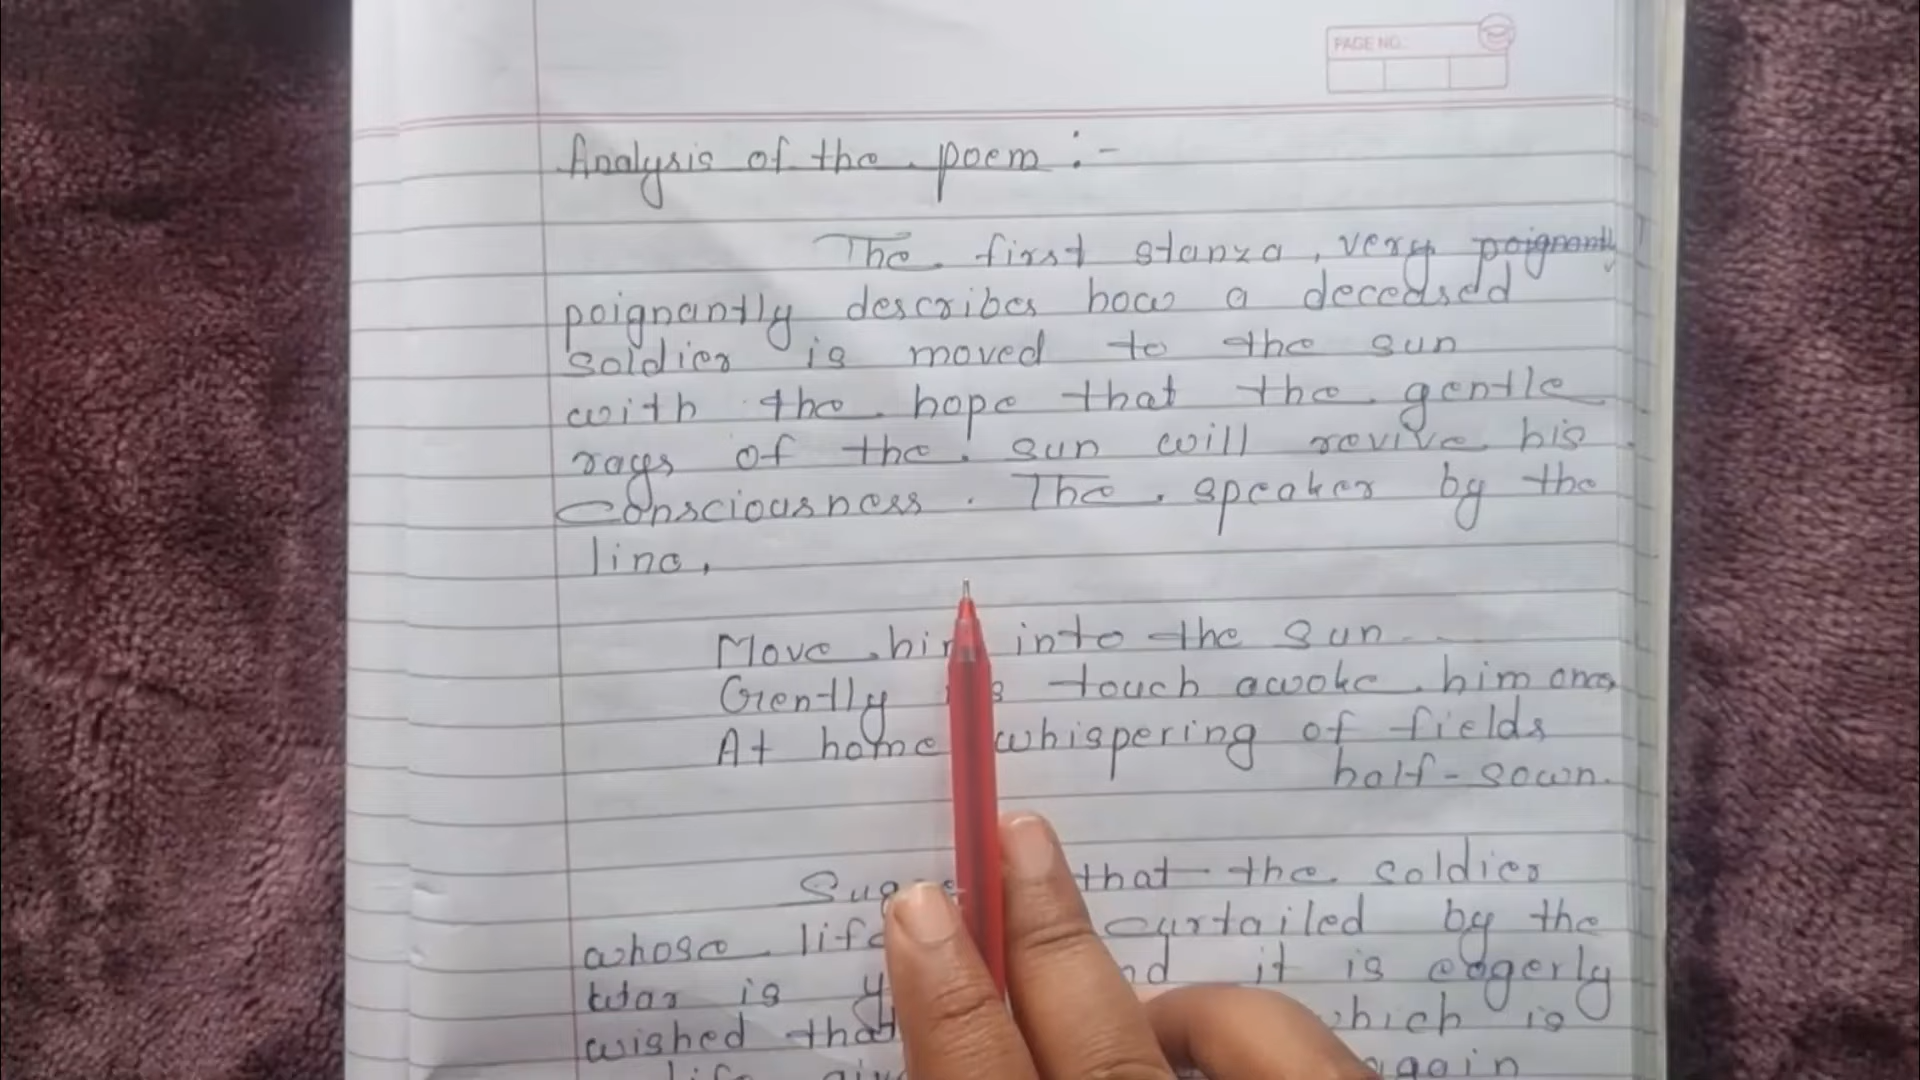 PAGE NO.
Analysis of the poem :-
The first stanza, very poignantly
poignantly describes how a deceased
soldier is moved to the sun
with the hope that the gentle
rays of the sun will revive his
consciousness. The speaker by the
line,
Move him into the sun
Gently touch awoke him once,
At home whispering of fields
half-sown.
that the soldier
whose life curtailed by the
war is it is eagerly
wished that which is
again